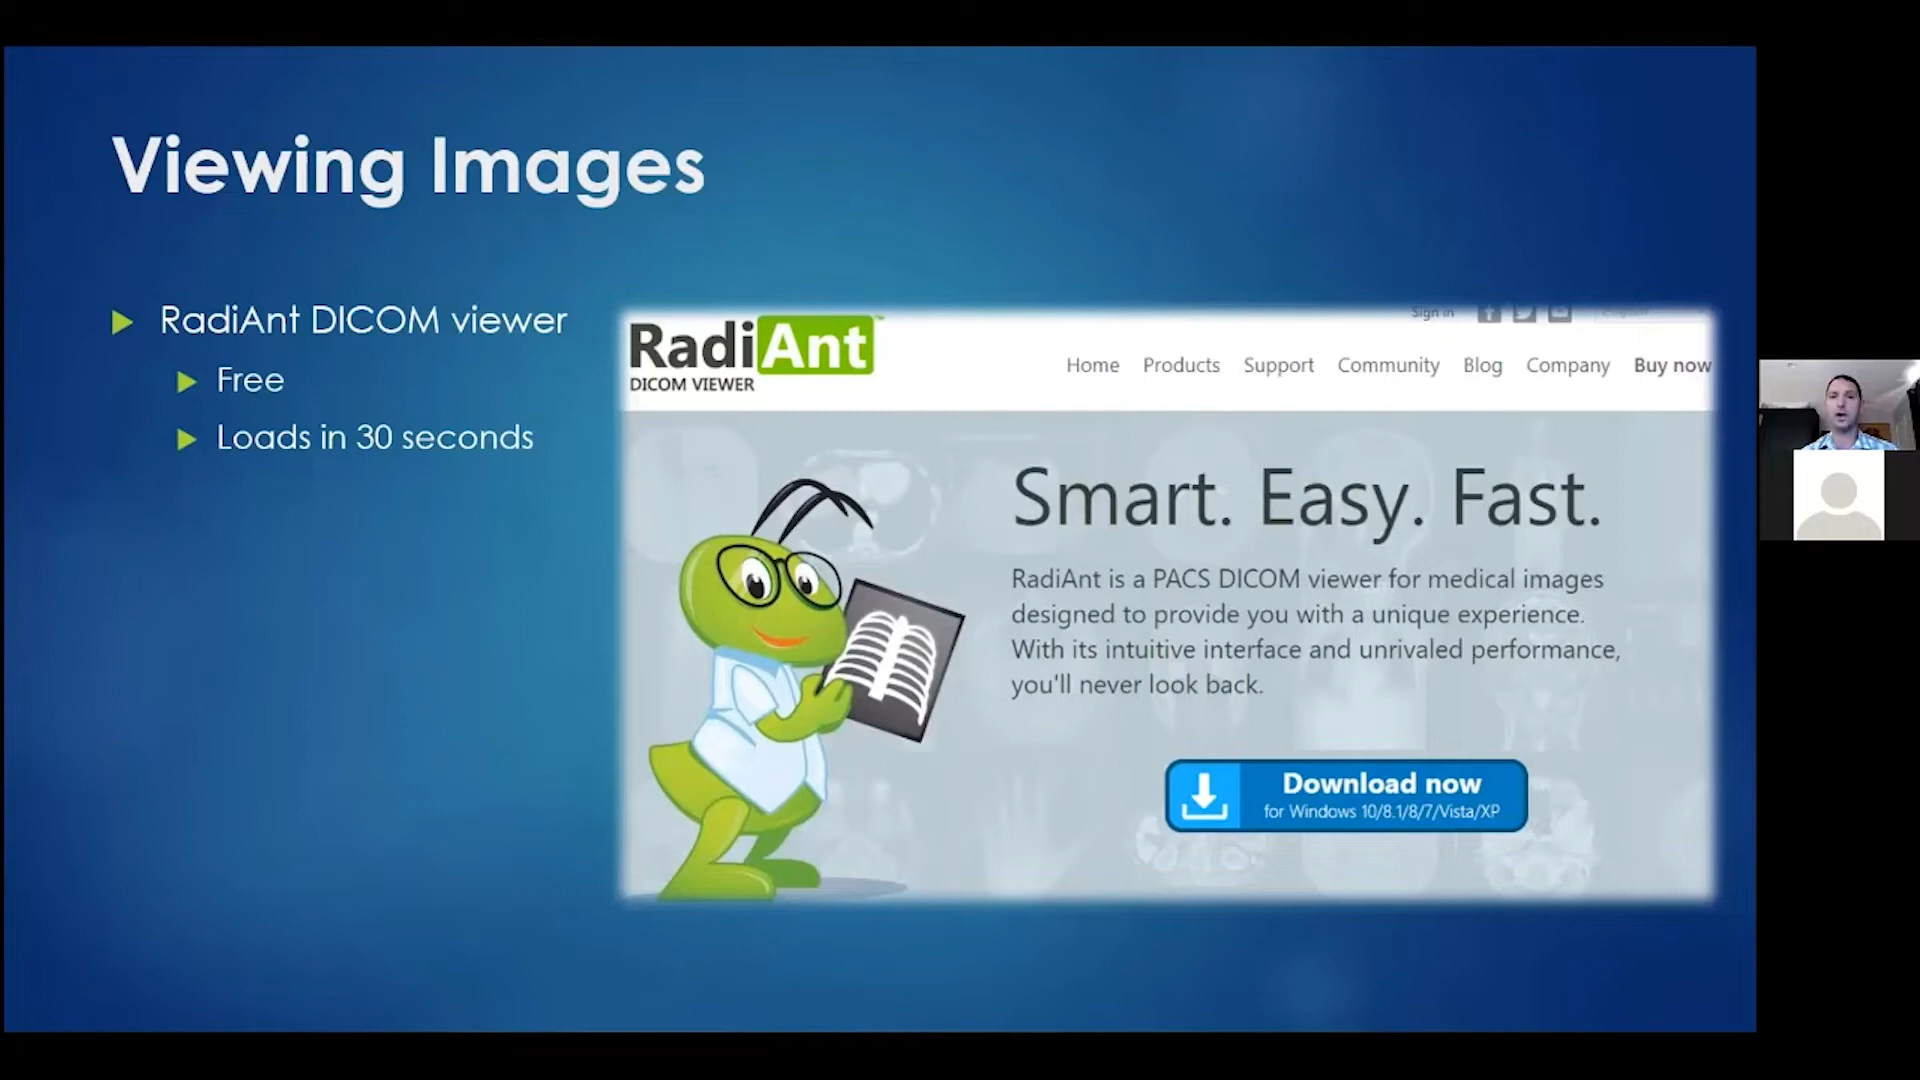 Viewing Images
RadiAnt DICOM viewer
Free
Loads in 30 seconds
Sign in
RadiAnt™
DICOM VIEWER
Home Products Support Community Blog Company Buy now
Smart. Easy. Fast.
RadiAnt is a PACS DICOM viewer for medical images
designed to provide you with a unique experience.
With its intuitive interface and unrivaled performance,
you'll never look back.
Download now
for Windows 10/8.1/8/7/Vista/XP